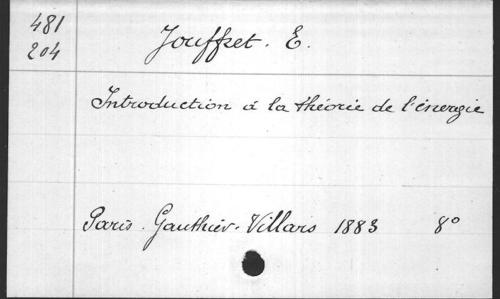 481
204
Jouffret. E.
Introduction à la théorie de l'énergie
Paris. Gauthier-Villars 1883 8°